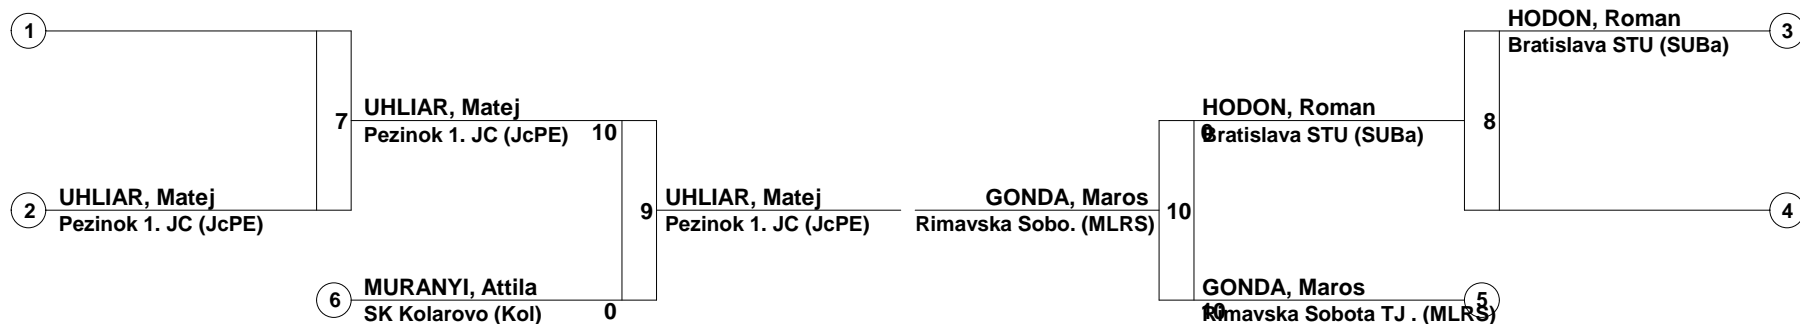 1
HODON, Roman
3
Bratislava STU (SUBa)
UHLIAR, Matej
HODON, Roman
7
Pezinok 1. JC (JcPE)
10
0
Bratislava STU (SUBa)
8
UHLIAR, Matej
UHLIAR, Matej
GONDA, Maros
2
9
10
4
Pezinok 1. JC (JcPE)
Pezinok 1. JC (JcPE)
Rimavska Sobo. (MLRS)
MURANYI, Attila
GONDA, Maros
6
5
SK Kolarovo (Kol)
0
10
Rimavska Sobota TJ . (MLRS)